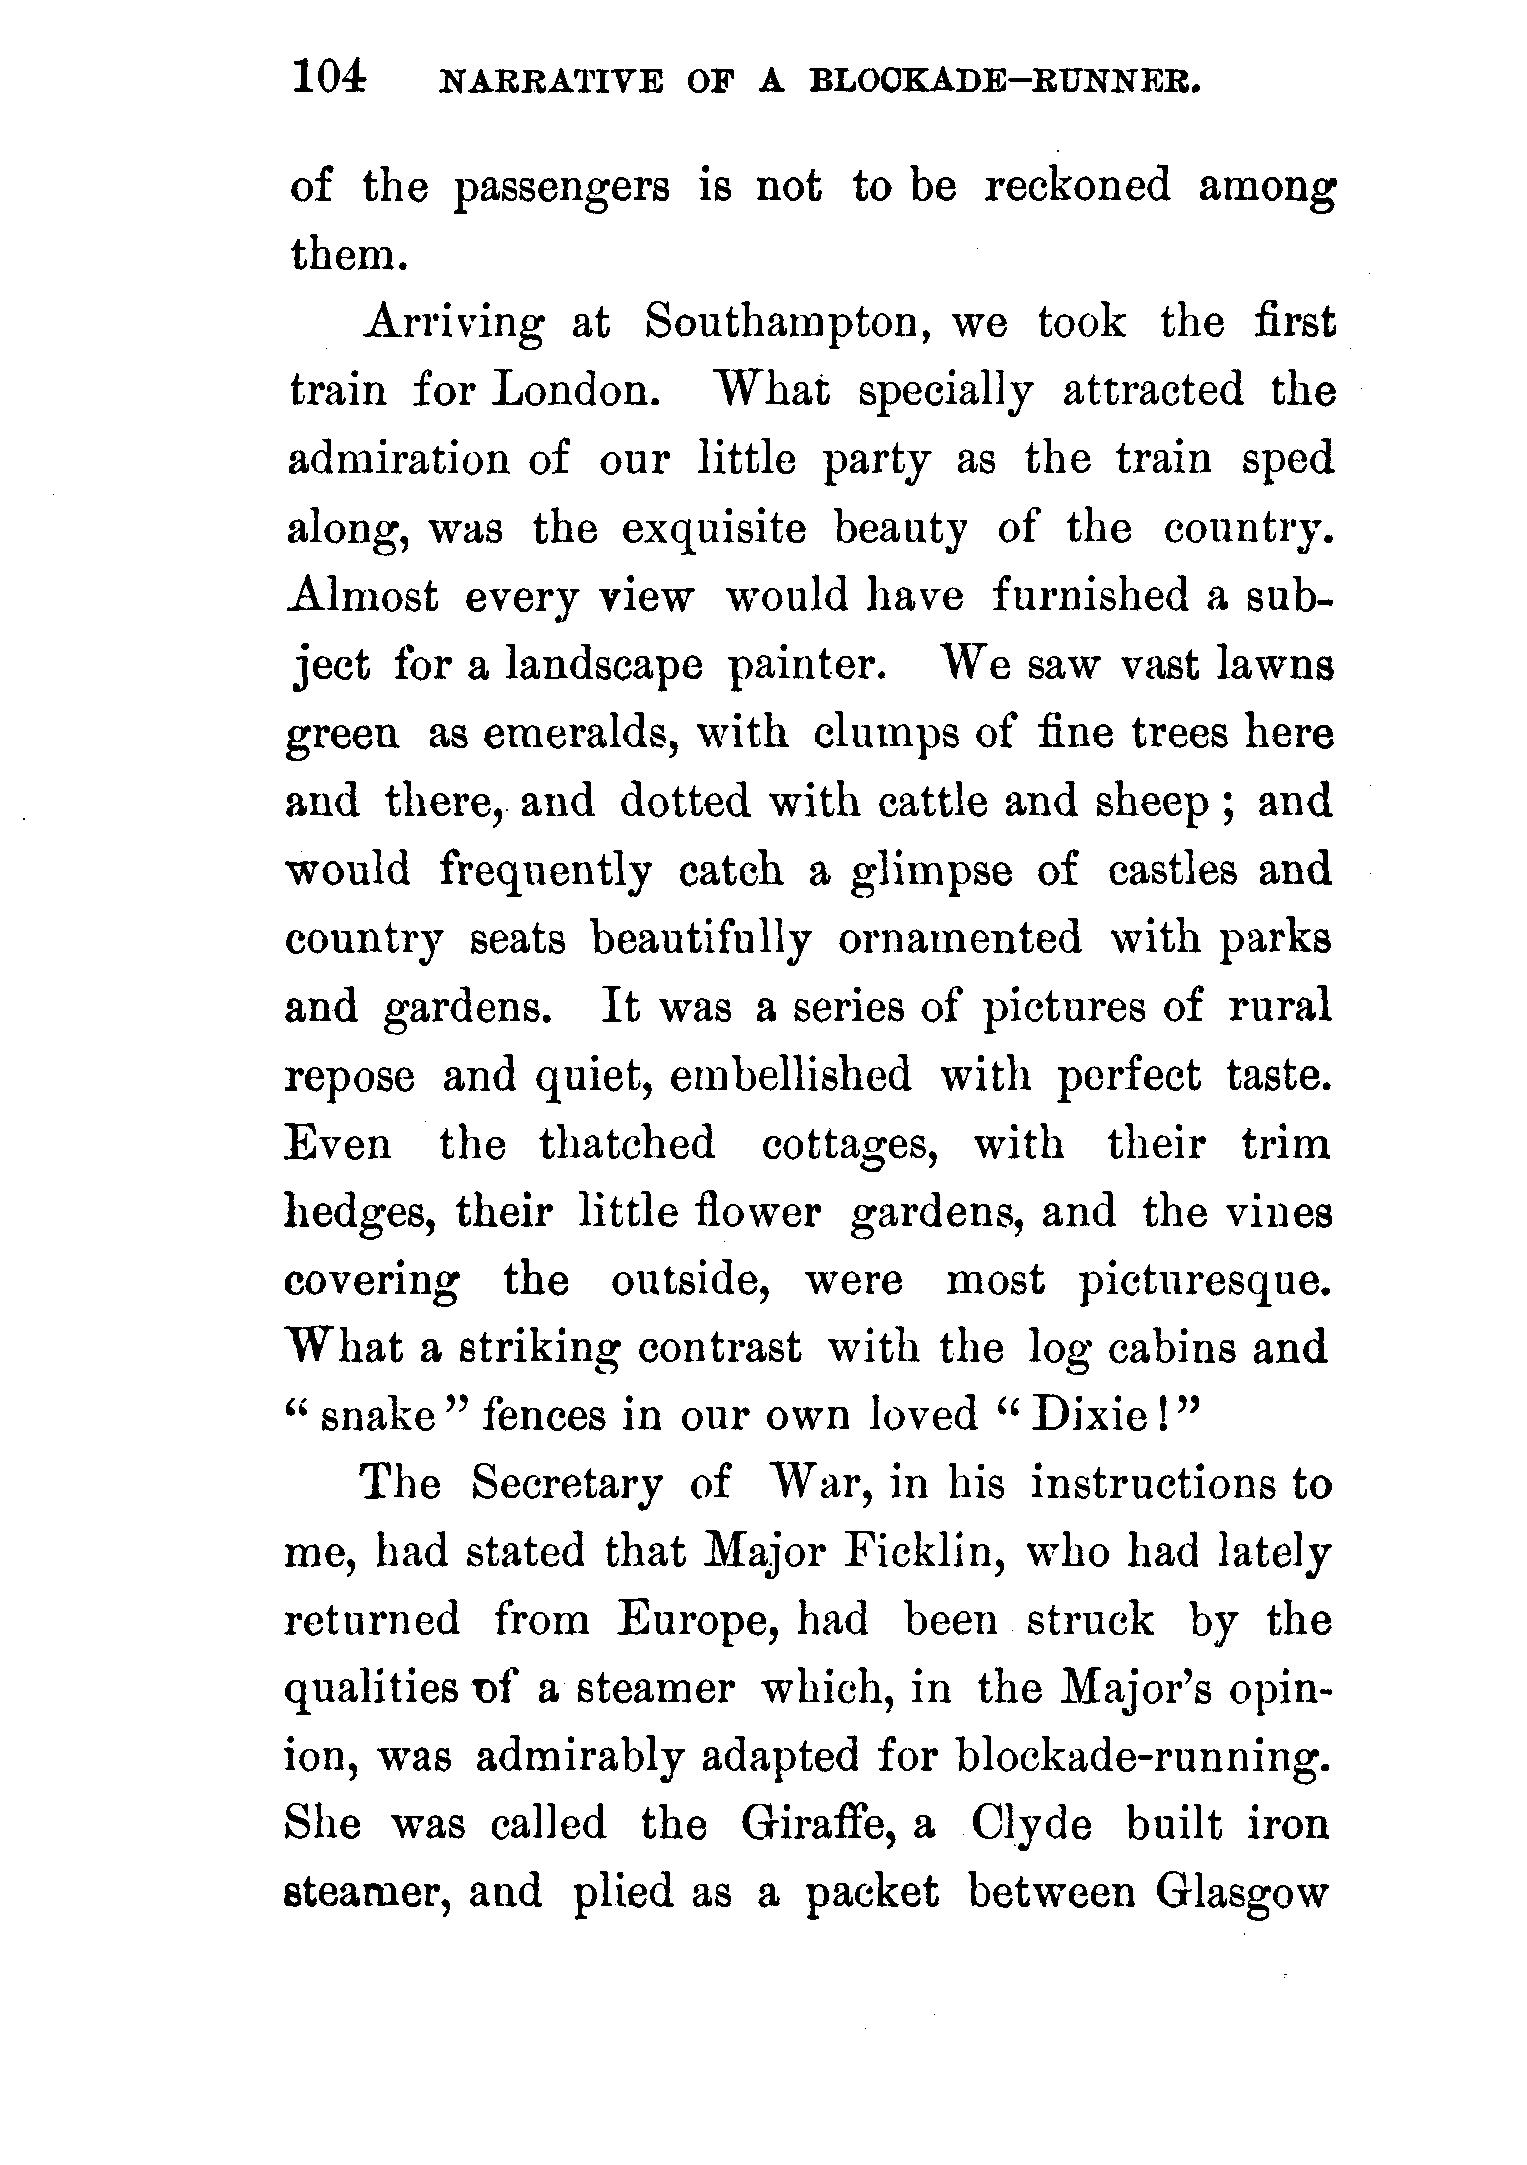 104 NARRATIVE OF A BLOCKADE-RUNNER.
of the passengers is not to be reckoned among
them.
Arriving at Southampton, we took the first
train for London. What specially attracted the
admiration of our little party as the train sped
along, was the exquisite beauty of the country.
Almost every view would have furnished a sub-
ject for a landscape painter. We saw vast lawns
green as emeralds, with clumps of fine trees here
and there, and dotted with cattle and sheep ; and
would frequently catch a glimpse of castles and
country seats beautifully ornamented with parks
and gardens. It was a series of pictures of rural
repose and quiet, embellished with perfect taste.
Even the thatched cottages, with their trim
hedges, their little flower gardens, and the vines
covering the outside, were most picturesque.
What a striking contrast with the log cabins and
“ snake ” fences in our own loved “ Dixie ! ”
The Secretary of War, in his instructions to
me, had stated that Major Ficklin, who had lately
returned from Europe, had been struck by the
qualities of a steamer which, in the Major’s opin-
ion, was admirably adapted for blockade-running.
She was called the Giraffe, a Clyde built iron
steamer, and plied as a packet between Glasgow